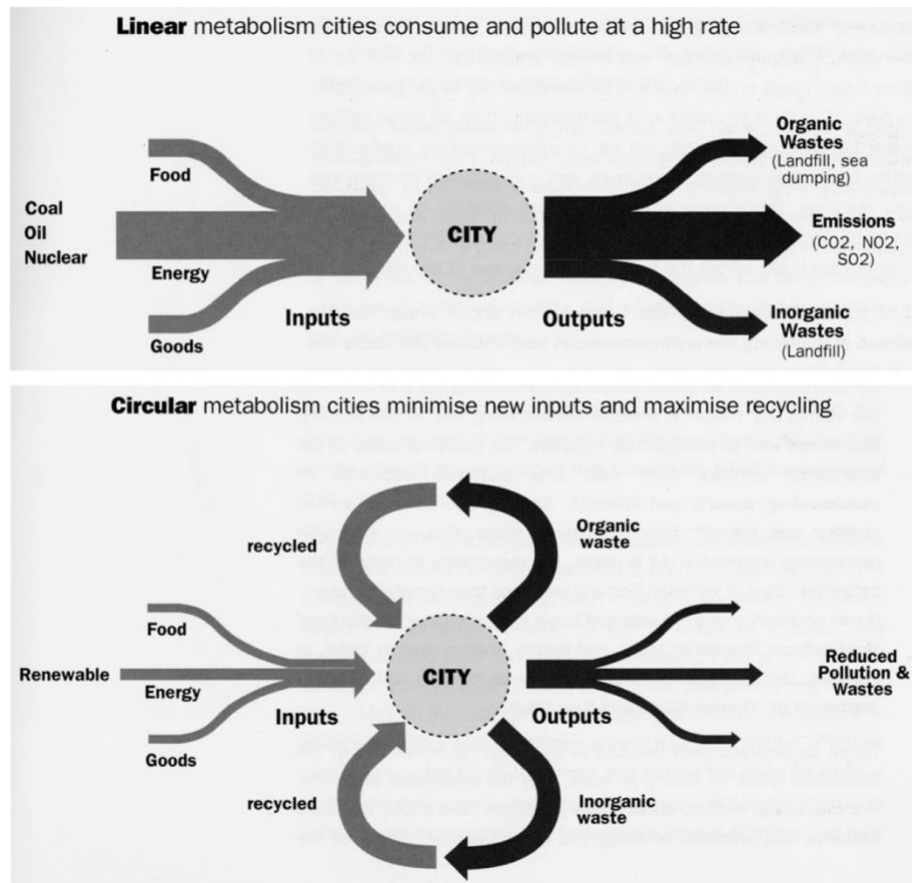 Linear metabolism cities consume and pollute at a high rate
Organic
Wastes
(Landfill, sea
dumping)
Food
Coal
Oil
Nuclear
CITY
Emissions
(CO2, NO2,
SO2)
Energy
Inputs
Outputs
Inorganic
Wastes
(Landfill)
Goods
Circular metabolism cities minimise new inputs and maximise recycling
Organic
waste
recycled
Food
Renewable
Energy
CITY
Reduced
Pollution &
Wastes
Inputs
Outputs
Goods
recycled
Inorganic
waste